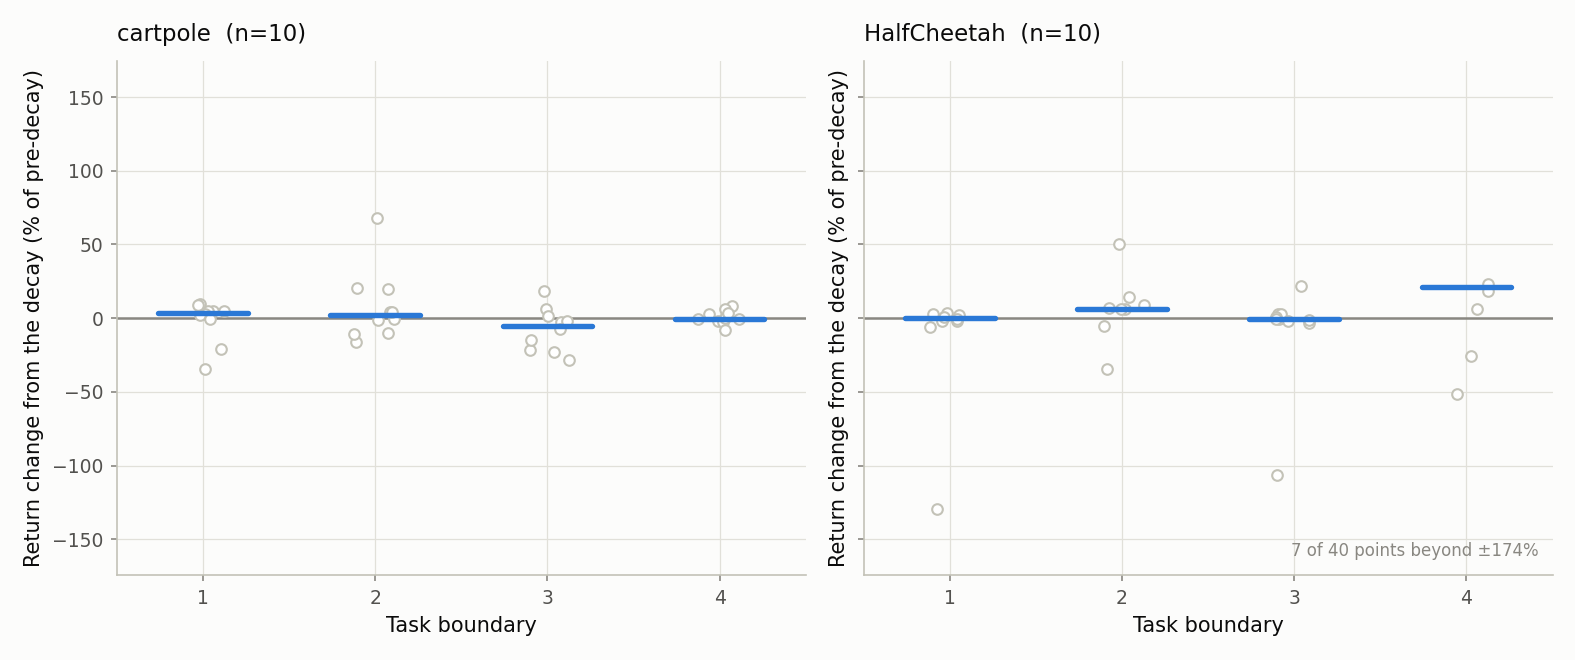 cartpole  (n=10)
Return change from the decay (% of pre-decay)
150
100
50
0
−50
−100
−150
1
2
3
4
Task boundary
HalfCheetah  (n=10)
Return change from the decay (% of pre-decay)
7 of 40 points beyond ±174%
1
2
3
4
Task boundary